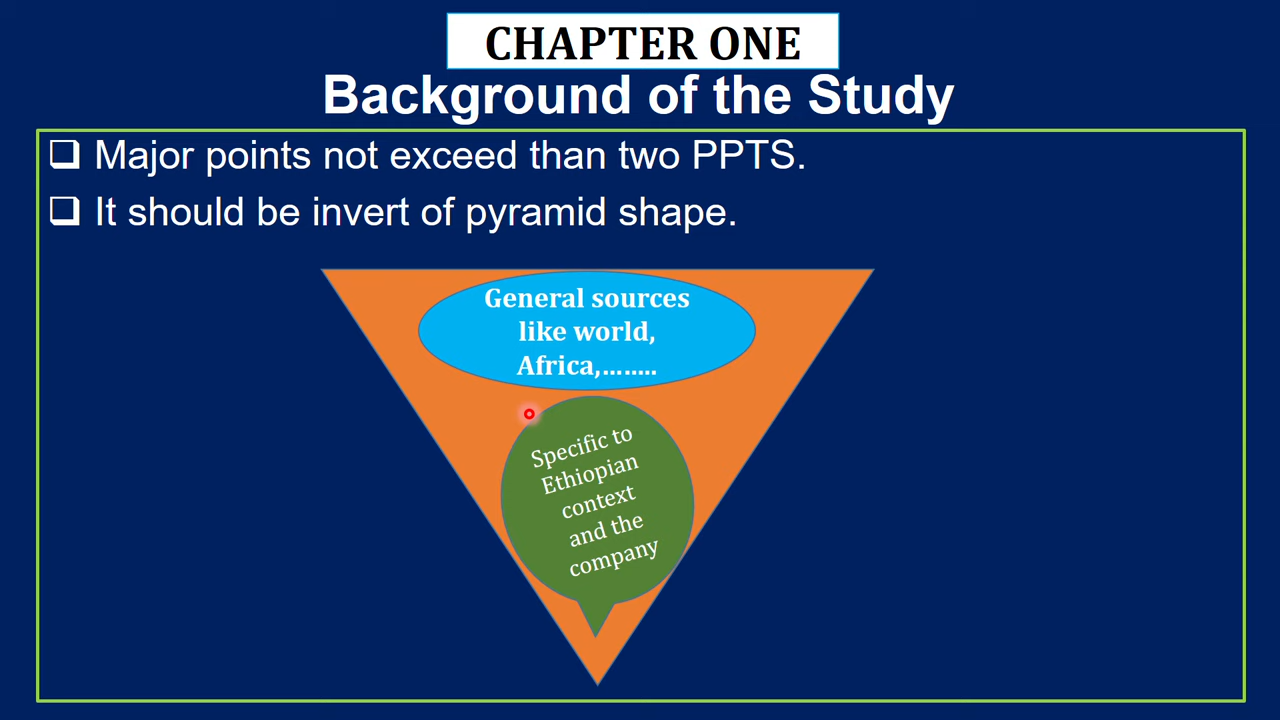 CHAPTER ONE
Background of the Study
❑ Major points not exceed than two PPTS.
❑ It should be invert of pyramid shape.
General sources
like world,
Africa,……..
Specific to
Ethiopian
context
and the
company